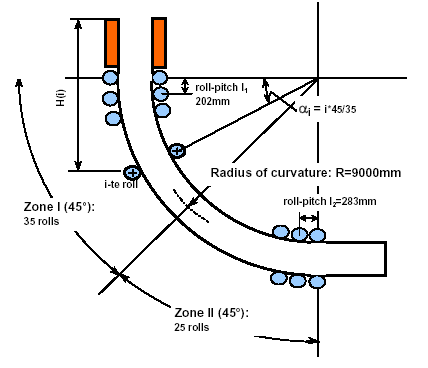 H(i)
roll-pitch l₁
202mm
αᵢ = i*45/35
Radius of curvature: R=9000mm
i-te roll
roll-pitch l₂=283mm
Zone I (45°):
35 rolls
Zone II (45°):
25 rolls